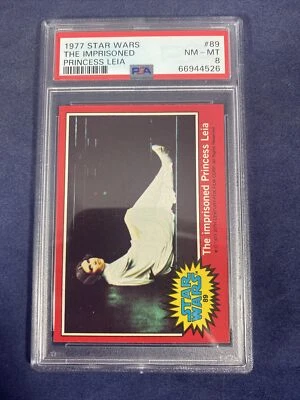 1977 STAR WARS
#89
THE IMPRISONED
NM - MT
PRINCESS LEIA
8
PSA
66944526
The imprisoned Princess Leia
STAR
WARS
89